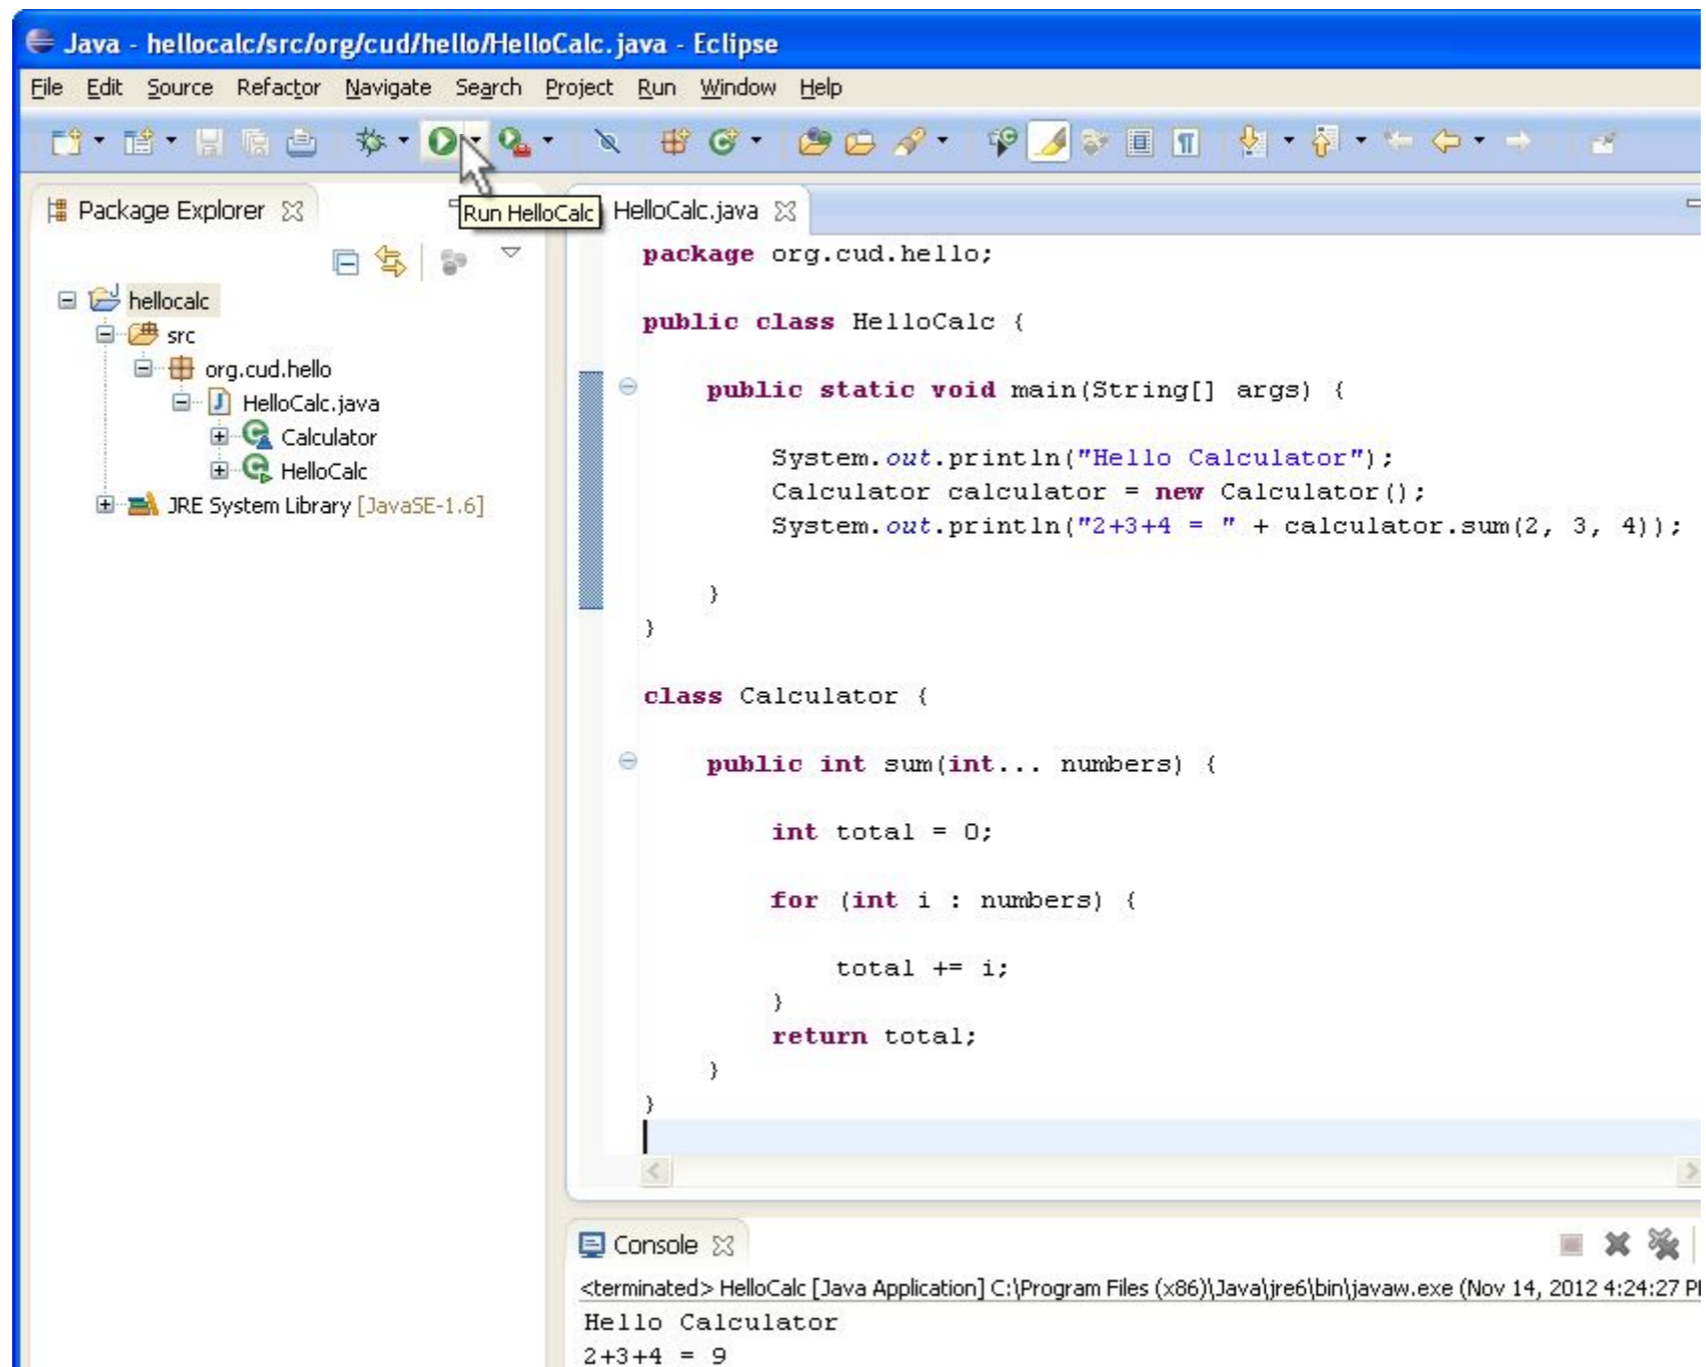 Java - hellocalc/src/org/cud/hello/HelloCalc.java - Eclipse
File Edit Source Refactor Navigate Search Project Run Window Help
Package Explorer
Run HelloCalc
HelloCalc.java
hellocalc
src
org.cud.hello
HelloCalc.java
Calculator
HelloCalc
JRE System Library [JavaSE-1.6]
package org.cud.hello;
public class HelloCalc {
public static void main(String[] args) {
System.out.println("Hello Calculator");
Calculator calculator = new Calculator();
System.out.println("2+3+4 = " + calculator.sum(2, 3, 4));
}
}
class Calculator {
public int sum(int... numbers) {
int total = 0;
for (int i : numbers) {
total += i;
}
return total;
}
}
Console
<terminated> HelloCalc [Java Application] C:\Program Files (x86)\Java\jre6\bin\javaw.exe (Nov 14, 2012 4:24:27 P
Hello Calculator
2+3+4 = 9